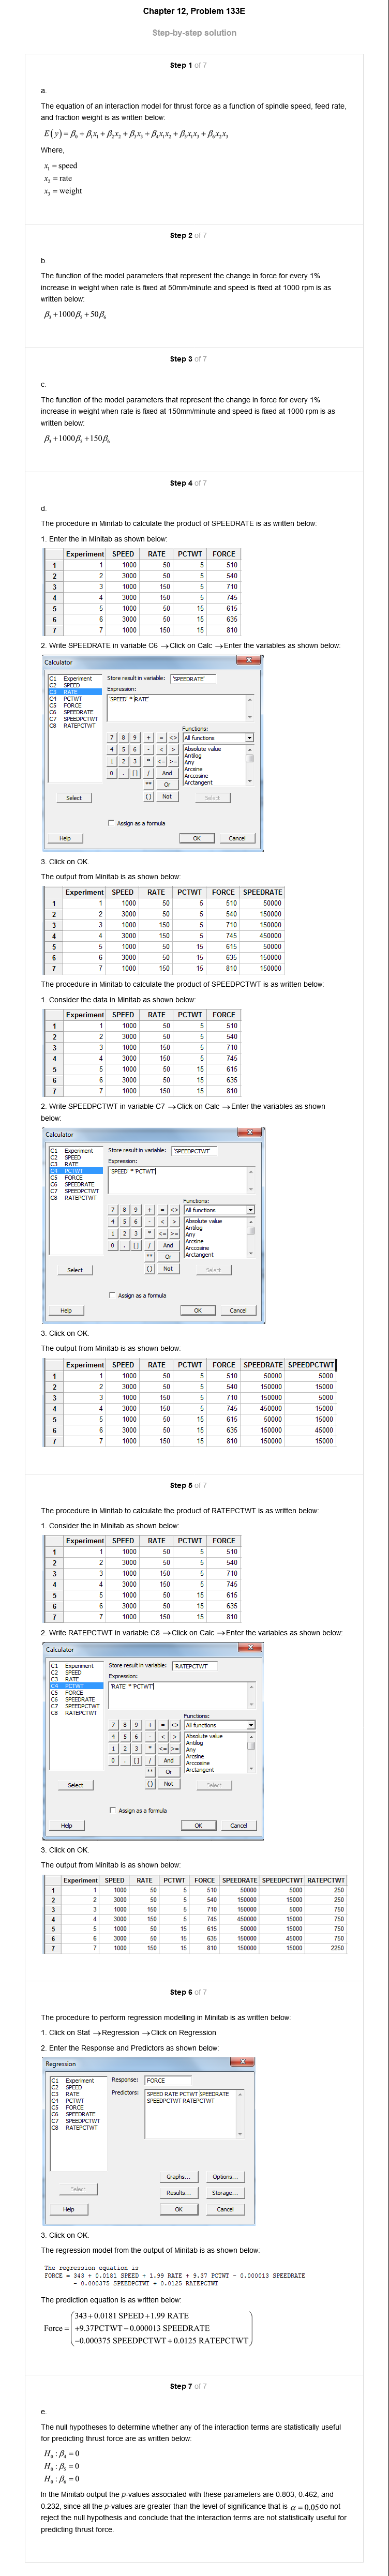 Chapter 12, Problem 133E
Step-by-step solution
Step 1 of 7
a.
The equation of an interaction model for thrust force as a function of spindle speed, feed rate,
and fraction weight is as written below:
E(y) = β₀ + β₁x₁ + β₂x₂ + β₃x₃ + β₄x₁x₂ + β₅x₁x₃ + β₆x₂x₃
Where,
x₁ = speed
x₂ = rate
x₃ = weight
Step 2 of 7
b.
The function of the model parameters that represent the change in force for every 1%
increase in weight when rate is fixed at 50mm/minute and speed is fixed at 1000 rpm is as
written below:
β₃ + 1000β₅ + 50β₆
Step 3 of 7
c.
The function of the model parameters that represent the change in force for every 1%
increase in weight when rate is fixed at 150mm/minute and speed is fixed at 1000 rpm is as
written below:
β₃ + 1000β₅ + 150β₆
Step 4 of 7
d.
The procedure in Minitab to calculate the product of SPEEDRATE is as written below:
1. Enter the in Minitab as shown below:
Experiment SPEED RATE PCTWT FORCE
1 1 1000 50 5 510
2 2 3000 50 5 540
3 3 1000 150 5 710
4 4 3000 150 5 745
5 5 1000 50 15 615
6 6 3000 50 15 635
7 7 1000 150 15 810
2. Write SPEEDRATE in variable C6 → Click on Calc → Enter the variables as shown below:
Calculator
C1 Experiment
C2 SPEED
C3 RATE
C4 PCTWT
C5 FORCE
C6 SPEEDRATE
C7 SPEEDPCTWT
C8 RATEPCTWT
Store result in variable: 'SPEEDRATE'
Expression:
'SPEED' * 'RATE'
Functions:
7 8 9 + = <> All functions
4 5 6 - < >
1 2 3 * <= >=
0 . [] / And
** Or
() Not
Absolute value
Antilog
Any
Arcsine
Arccosine
Arctangent
Select
Select
Assign as a formula
Help
OK
Cancel
3. Click on OK.
The output from Minitab is as shown below:
Experiment SPEED RATE PCTWT FORCE SPEEDRATE
1 1 1000 50 5 510 50000
2 2 3000 50 5 540 150000
3 3 1000 150 5 710 150000
4 4 3000 150 5 745 450000
5 5 1000 50 15 615 50000
6 6 3000 50 15 635 150000
7 7 1000 150 15 810 150000
The procedure in Minitab to calculate the product of SPEEDPCTWT is as written below:
1. Consider the data in Minitab as shown below:
Experiment SPEED RATE PCTWT FORCE
1 1 1000 50 5 510
2 2 3000 50 5 540
3 3 1000 150 5 710
4 4 3000 150 5 745
5 5 1000 50 15 615
6 6 3000 50 15 635
7 7 1000 150 15 810
2. Write SPEEDPCTWT in variable C7 → Click on Calc → Enter the variables as shown
below:
Calculator
C1 Experiment
C2 SPEED
C3 RATE
C4 PCTWT
C5 FORCE
C6 SPEEDRATE
C7 SPEEDPCTWT
C8 RATEPCTWT
Store result in variable: 'SPEEDPCTWT'
Expression:
'SPEED' * 'PCTWT'
Functions:
7 8 9 + = <> All functions
4 5 6 - < >
1 2 3 * <= >=
0 . [] / And
** Or
() Not
Absolute value
Antilog
Any
Arcsine
Arccosine
Arctangent
Select
Select
Assign as a formula
Help
OK
Cancel
3. Click on OK.
The output from Minitab is as shown below:
Experiment SPEED RATE PCTWT FORCE SPEEDRATE SPEEDPCTWT
1 1 1000 50 5 510 50000 5000
2 2 3000 50 5 540 150000 15000
3 3 1000 150 5 710 150000 5000
4 4 3000 150 5 745 450000 15000
5 5 1000 50 15 615 50000 15000
6 6 3000 50 15 635 150000 45000
7 7 1000 150 15 810 150000 15000
Step 5 of 7
The procedure in Minitab to calculate the product of RATEPCTWT is as written below:
1. Consider the in Minitab as shown below:
Experiment SPEED RATE PCTWT FORCE
1 1 1000 50 5 510
2 2 3000 50 5 540
3 3 1000 150 5 710
4 4 3000 150 5 745
5 5 1000 50 15 615
6 6 3000 50 15 635
7 7 1000 150 15 810
2. Write RATEPCTWT in variable C8 → Click on Calc → Enter the variables as shown below:
Calculator
C1 Experiment
C2 SPEED
C3 RATE
C4 PCTWT
C5 FORCE
C6 SPEEDRATE
C7 SPEEDPCTWT
C8 RATEPCTWT
Store result in variable: 'RATEPCTWT'
Expression:
'RATE' * 'PCTWT'
Functions:
7 8 9 + = <> All functions
4 5 6 - < >
1 2 3 * <= >=
0 . [] / And
** Or
() Not
Absolute value
Antilog
Any
Arcsine
Arccosine
Arctangent
Select
Select
Assign as a formula
Help
OK
Cancel
3. Click on OK.
The output from Minitab is as shown below:
Experiment SPEED RATE PCTWT FORCE SPEEDRATE SPEEDPCTWT RATEPCTWT
1 1 1000 50 5 510 50000 5000 250
2 2 3000 50 5 540 150000 15000 250
3 3 1000 150 5 710 150000 5000 750
4 4 3000 150 5 745 450000 15000 750
5 5 1000 50 15 615 50000 15000 750
6 6 3000 50 15 635 150000 45000 750
7 7 1000 150 15 810 150000 15000 2250
Step 6 of 7
The procedure to perform regression modelling in Minitab is as written below:
1. Click on Stat → Regression → Click on Regression
2. Enter the Response and Predictors as shown below:
Regression
C1 Experiment
C2 SPEED
C3 RATE
C4 PCTWT
C5 FORCE
C6 SPEEDRATE
C7 SPEEDPCTWT
C8 RATEPCTWT
Response: FORCE
Predictors: SPEED RATE PCTWT SPEEDRATE
SPEEDPCTWT RATEPCTWT
Graphs... Options...
Select
Results... Storage...
Help
OK
Cancel
3. Click on OK.
The regression model from the output of Minitab is as shown below:
The regression equation is
FORCE = 343 + 0.0181 SPEED + 1.99 RATE + 9.37 PCTWT - 0.000013 SPEEDRATE
- 0.000375 SPEEDPCTWT + 0.0125 RATEPCTWT
The prediction equation is as written below:
Force = (343 + 0.0181 SPEED + 1.99 RATE
+9.37PCTWT − 0.000013 SPEEDRATE
−0.000375 SPEEDPCTWT + 0.0125 RATEPCTWT)
Step 7 of 7
e.
The null hypotheses to determine whether any of the interaction terms are statistically useful
for predicting thrust force are as written below:
H₀ : β₄ = 0
H₀ : β₅ = 0
H₀ : β₆ = 0
In the Minitab output the p-values associated with these parameters are 0.803, 0.462, and
0.232, since all the p-values are greater than the level of significance that is α = 0.05 do not
reject the null hypothesis and conclude that the interaction terms are not statistically useful for
predicting thrust force.